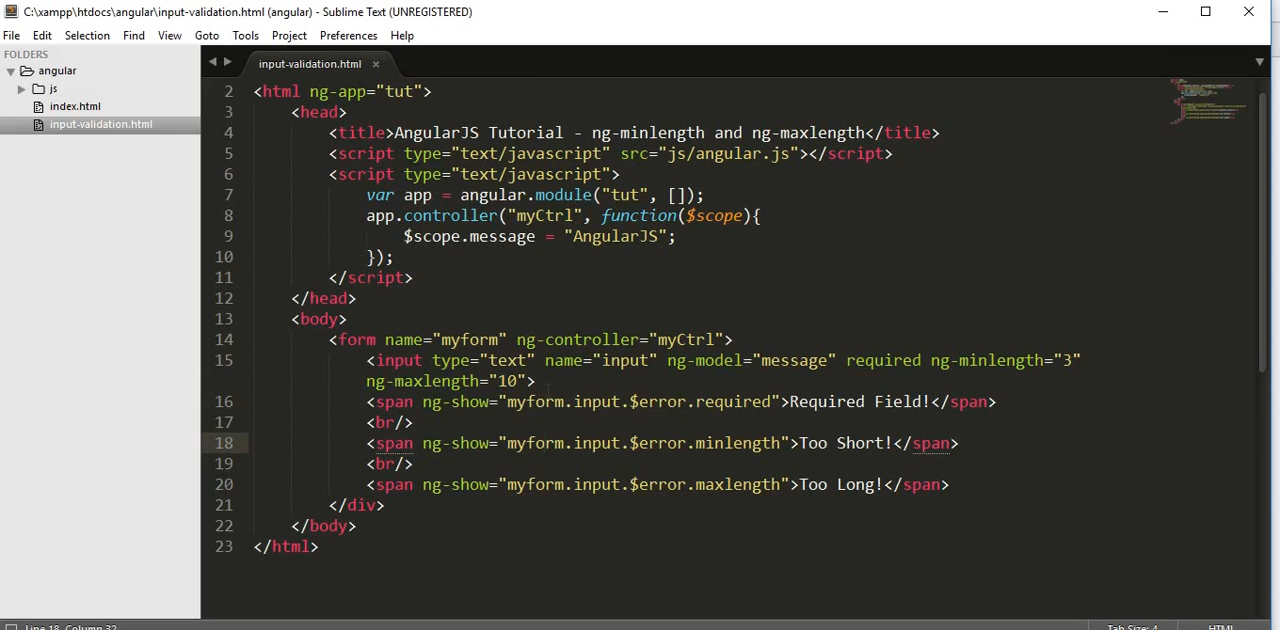 C:\xampp\htdocs\angular\input-validation.html (angular) - Sublime Text (UNREGISTERED)
File Edit Selection Find View Goto Tools Project Preferences Help
FOLDERS
angular
js
index.html
input-validation.html
input-validation.html ×
2 <html ng-app="tut">
3 <head>
4 <title>AngularJS Tutorial - ng-minlength and ng-maxlength</title>
5 <script type="text/javascript" src="js/angular.js"></script>
6 <script type="text/javascript">
7 var app = angular.module("tut", []);
8 app.controller("myCtrl", function($scope){
9 $scope.message = "AngularJS";
10 });
11 </script>
12 </head>
13 <body>
14 <form name="myform" ng-controller="myCtrl">
15 <input type="text" name="input" ng-model="message" required ng-minlength="3"
ng-maxlength="10">
16 <span ng-show="myform.input.$error.required">Required Field!</span>
17 <br/>
18 <span ng-show="myform.input.$error.minlength">Too Short!</span>
19 <br/>
20 <span ng-show="myform.input.$error.maxlength">Too Long!</span>
21 </div>
22 </body>
23 </html>
Line 18, Column 32 Tab Size: 4 HTML